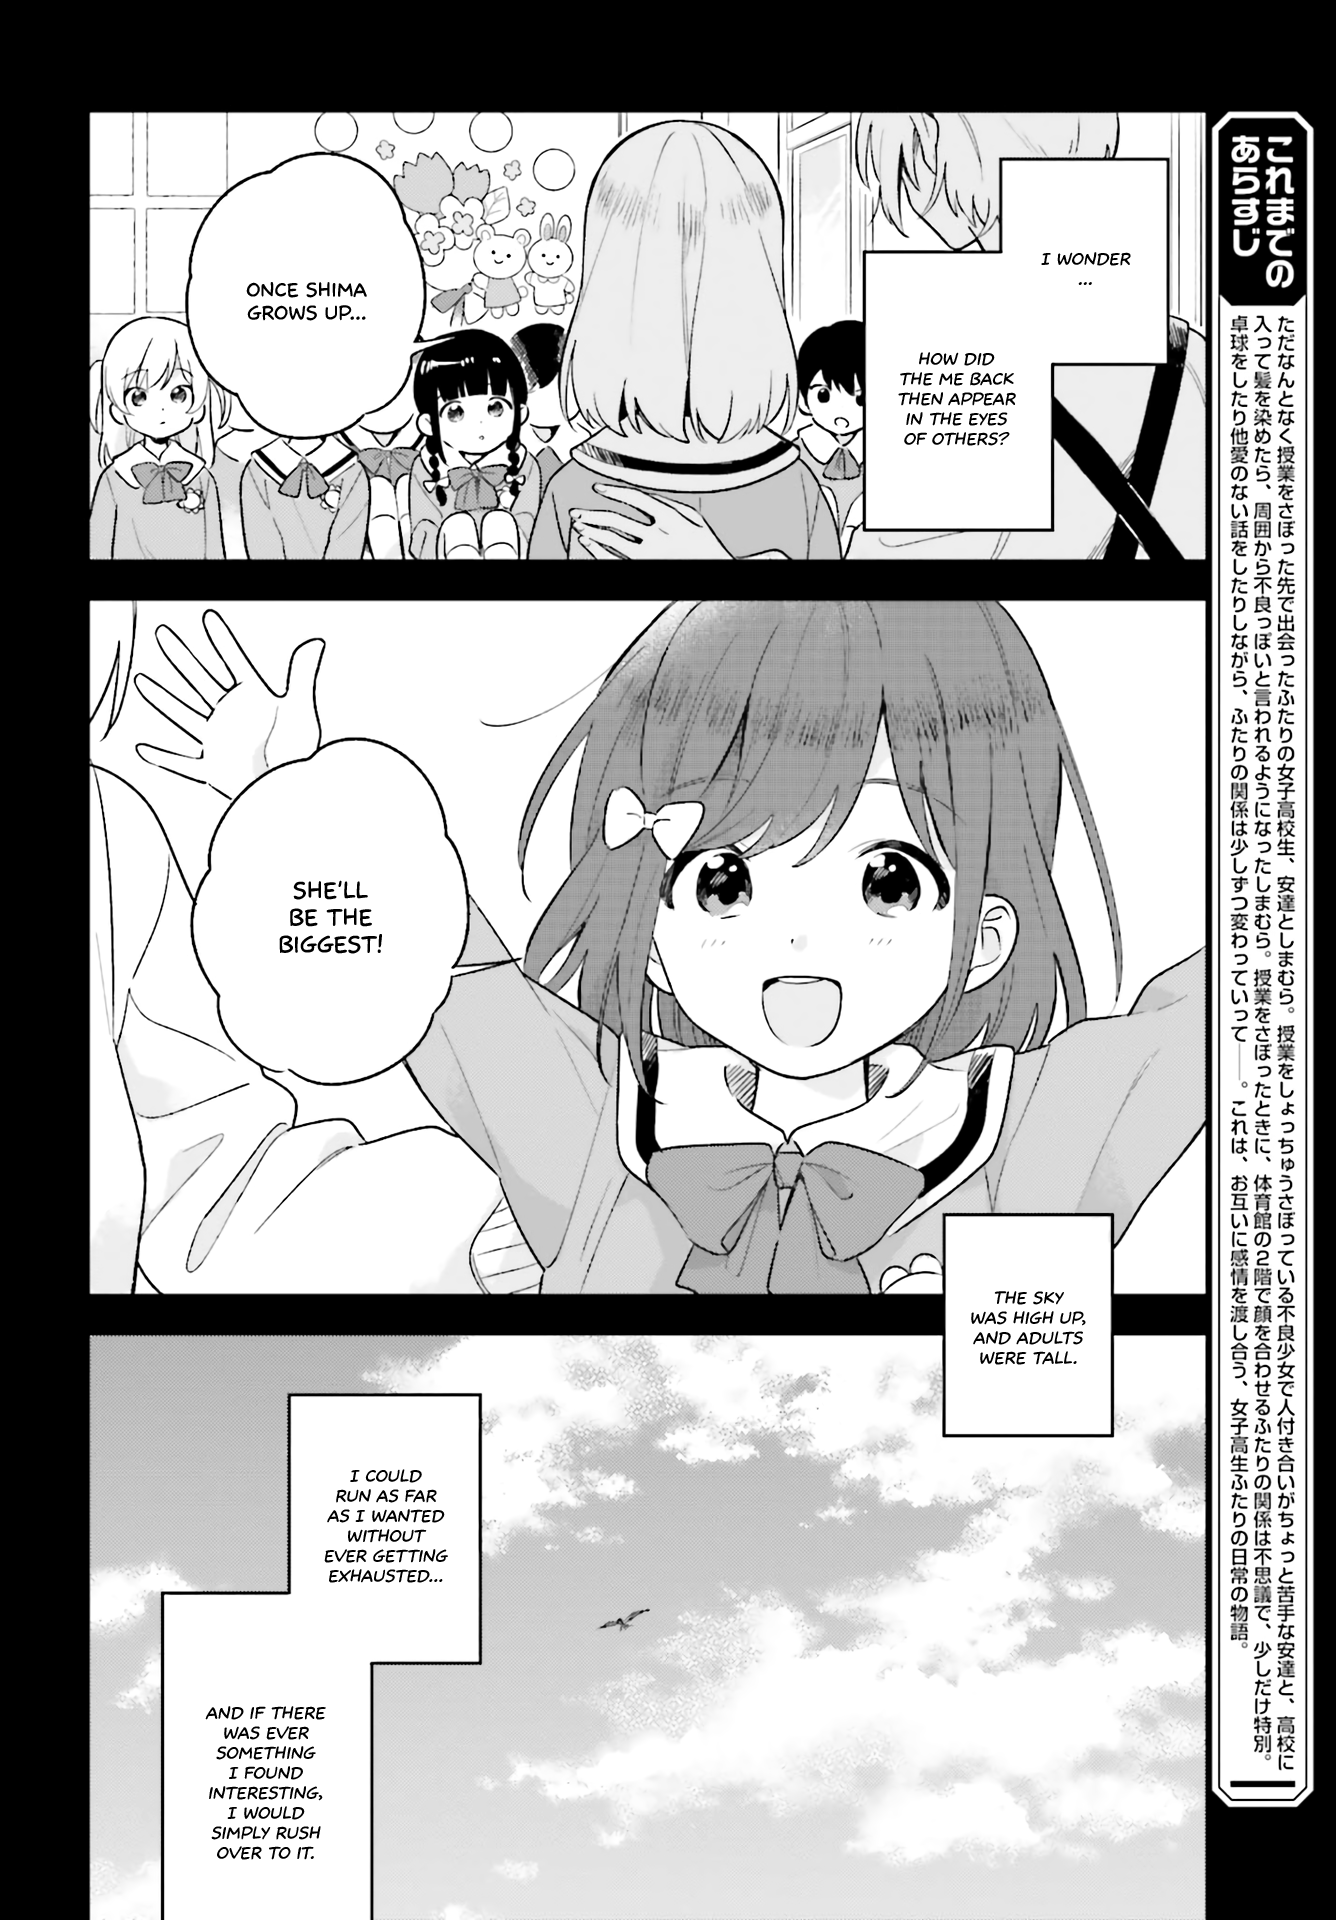 これまでの
あらすじ
ただなんとなく授業をさぼった先で出会ったふたりの女子高校生、安達としまむら。授業をしょっちゅうさぼっている不良少女で人付き合いがちょっと苦手な安達と、高校に
入って髪を染めたら、周囲から不良っぽいと言われるようになったしまむら。授業をさぼったときに、体育館の2階で顔を合わせるふたりの関係は不思議で、少しだけ特別。
卓球をしたり他愛のない話をしたりしながら、ふたりの関係は少しずつ変わっていって――。これは、お互いに感情を渡し合う、女子高生ふたりの日常の物語。
I WONDER
...
HOW DID
THE ME BACK
THEN APPEAR
IN THE EYES
OF OTHERS?
ONCE SHIMA
GROWS UP...
SHE'LL
BE THE
BIGGEST!
THE SKY
WAS HIGH UP,
AND ADULTS
WERE TALL.
I COULD
RUN AS FAR
AS I WANTED
WITHOUT
EVER GETTING
EXHAUSTED...
AND IF THERE
WAS EVER
SOMETHING
I FOUND
INTERESTING,
I WOULD
SIMPLY RUSH
OVER TO IT.